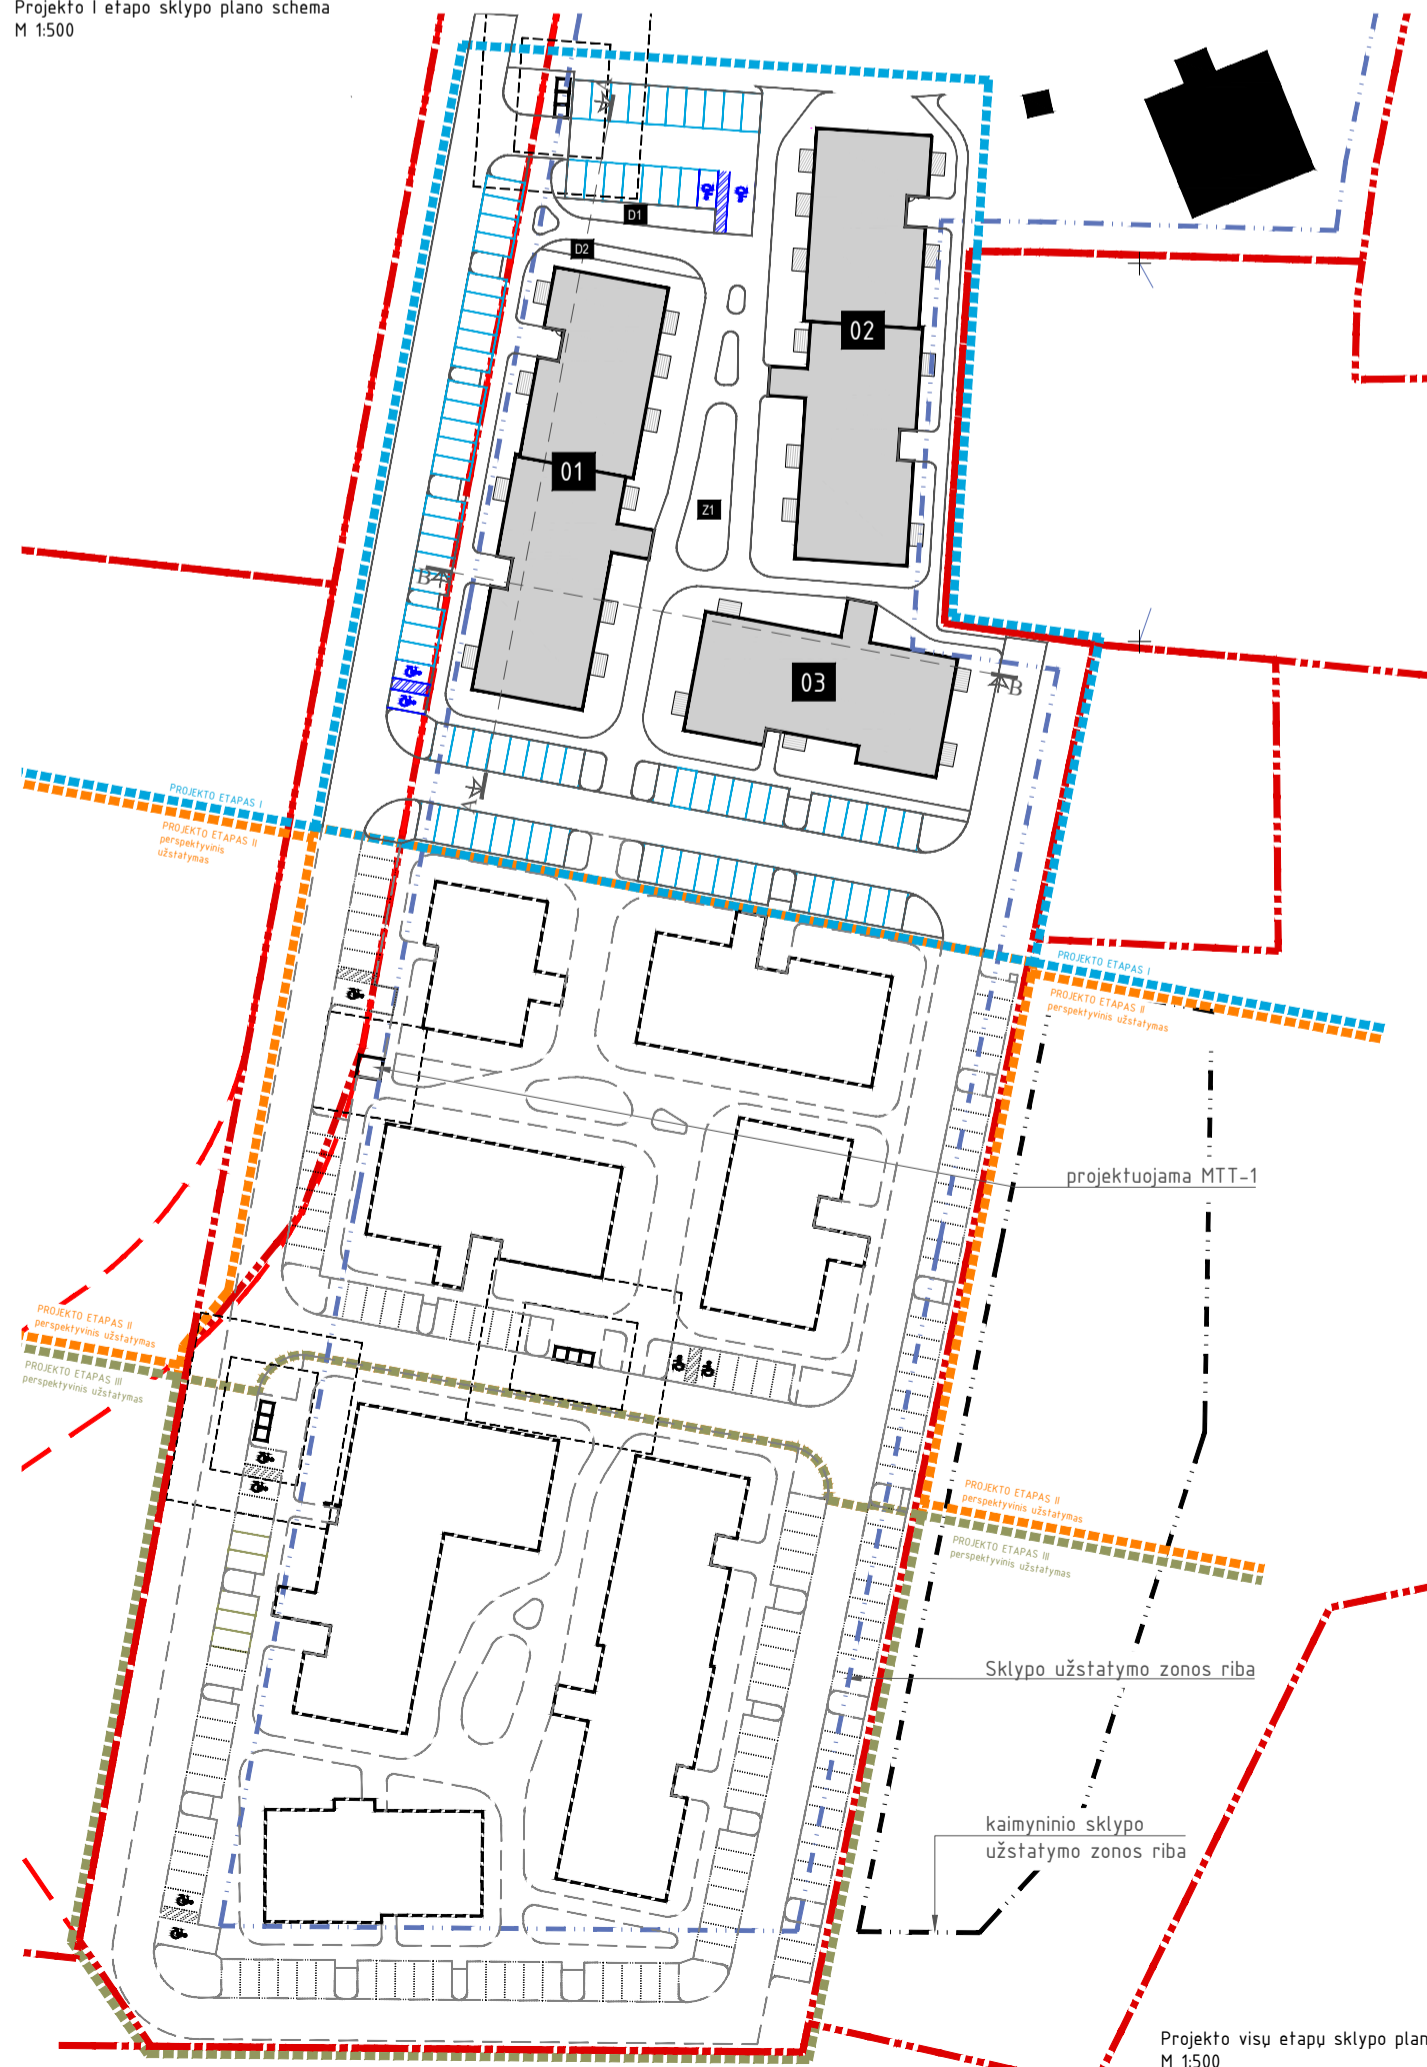 Projekto I etapo sklypo plano schema
M 1:500
D1
D2
02
01
Z1
B
03
B
A
PROJEKTO ETAPAS I
PROJEKTO ETAPAS II
perspektyvinis
užstatymas
PROJEKTO ETAPAS I
PROJEKTO ETAPAS II
perspektyvinis užstatymas
projektuojama MTT-1
PROJEKTO ETAPAS II
perspektyvinis užstatymas
PROJEKTO ETAPAS III
perspektyvinis užstatymas
PROJEKTO ETAPAS II
perspektyvinis užstatymas
PROJEKTO ETAPAS III
perspektyvinis užstatymas
Sklypo užstatymo zonos riba
kaimyninio sklypo
užstatymo zonos riba
Projekto visų etapų sklypo plan
M 1:500